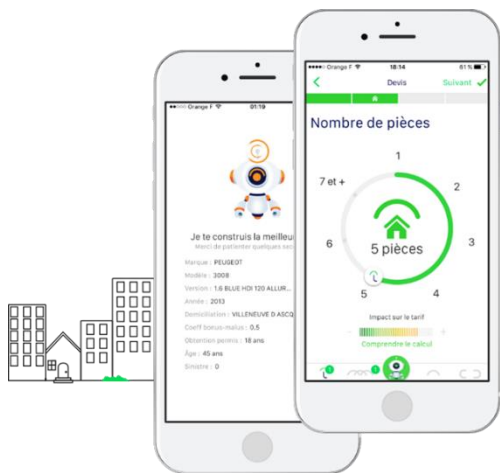 Orange F 01:19
Je te construis la meilleu
Merci de patienter quelques sec
Marque : PEUGEOT
Modèle : 3008
Version : 1.6 BLUE HDI 120 ALLUR...
Année : 2013
Domiciliation : VILLENEUVE D ASCQ
Coeff bonus-malus : 0,5
Obtention permis : 18 ans
Âge : 45 ans
Sinistre : 0
Orange F 18:14 61 %
Devis Suivant
Nombre de pièces
1
7 et + 2
6 3
5 pièces
5 4
Impact sur le tarif
- +
Comprendre le calcul
1 1